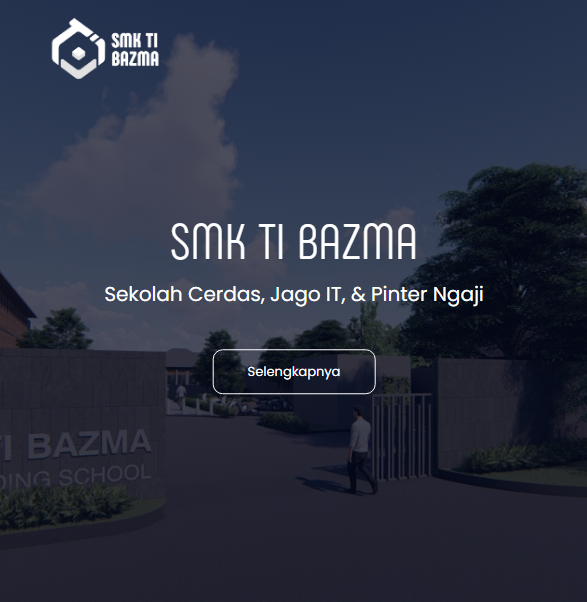 SMK TI
BAZMA
SMK TI BAZMA
Sekolah Cerdas, Jago IT, & Pinter Ngaji
Selengkapnya
TI BAZMA
DING SCHOOL